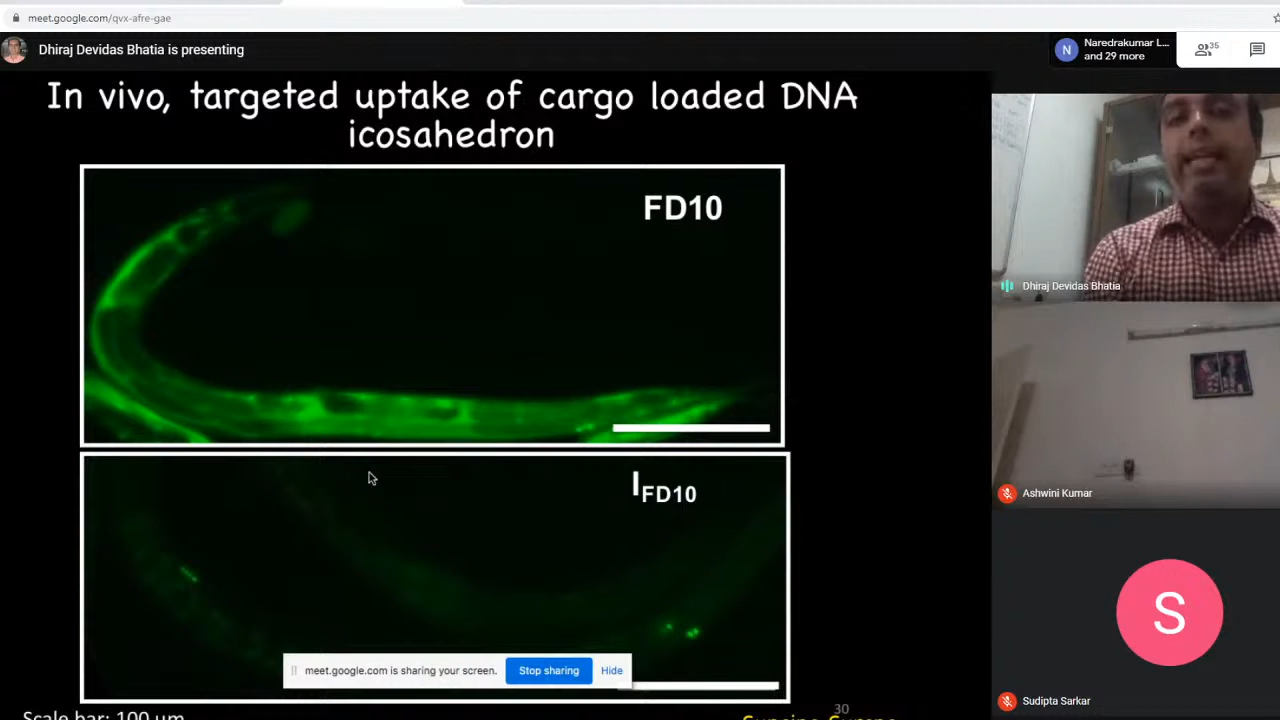 meet.google.com/qvx-afre-gae
Dhiraj Devidas Bhatia is presenting
N
Naredrakumar L...
and 29 more
35
In vivo, targeted uptake of cargo loaded DNA
icosahedron
FD10
Dhiraj Devidas Bhatia
IFD10
Ashwini Kumar
meet.google.com is sharing your screen.
Stop sharing
Hide
S
Sudipta Sarkar
30
Scale bar: 100 µm